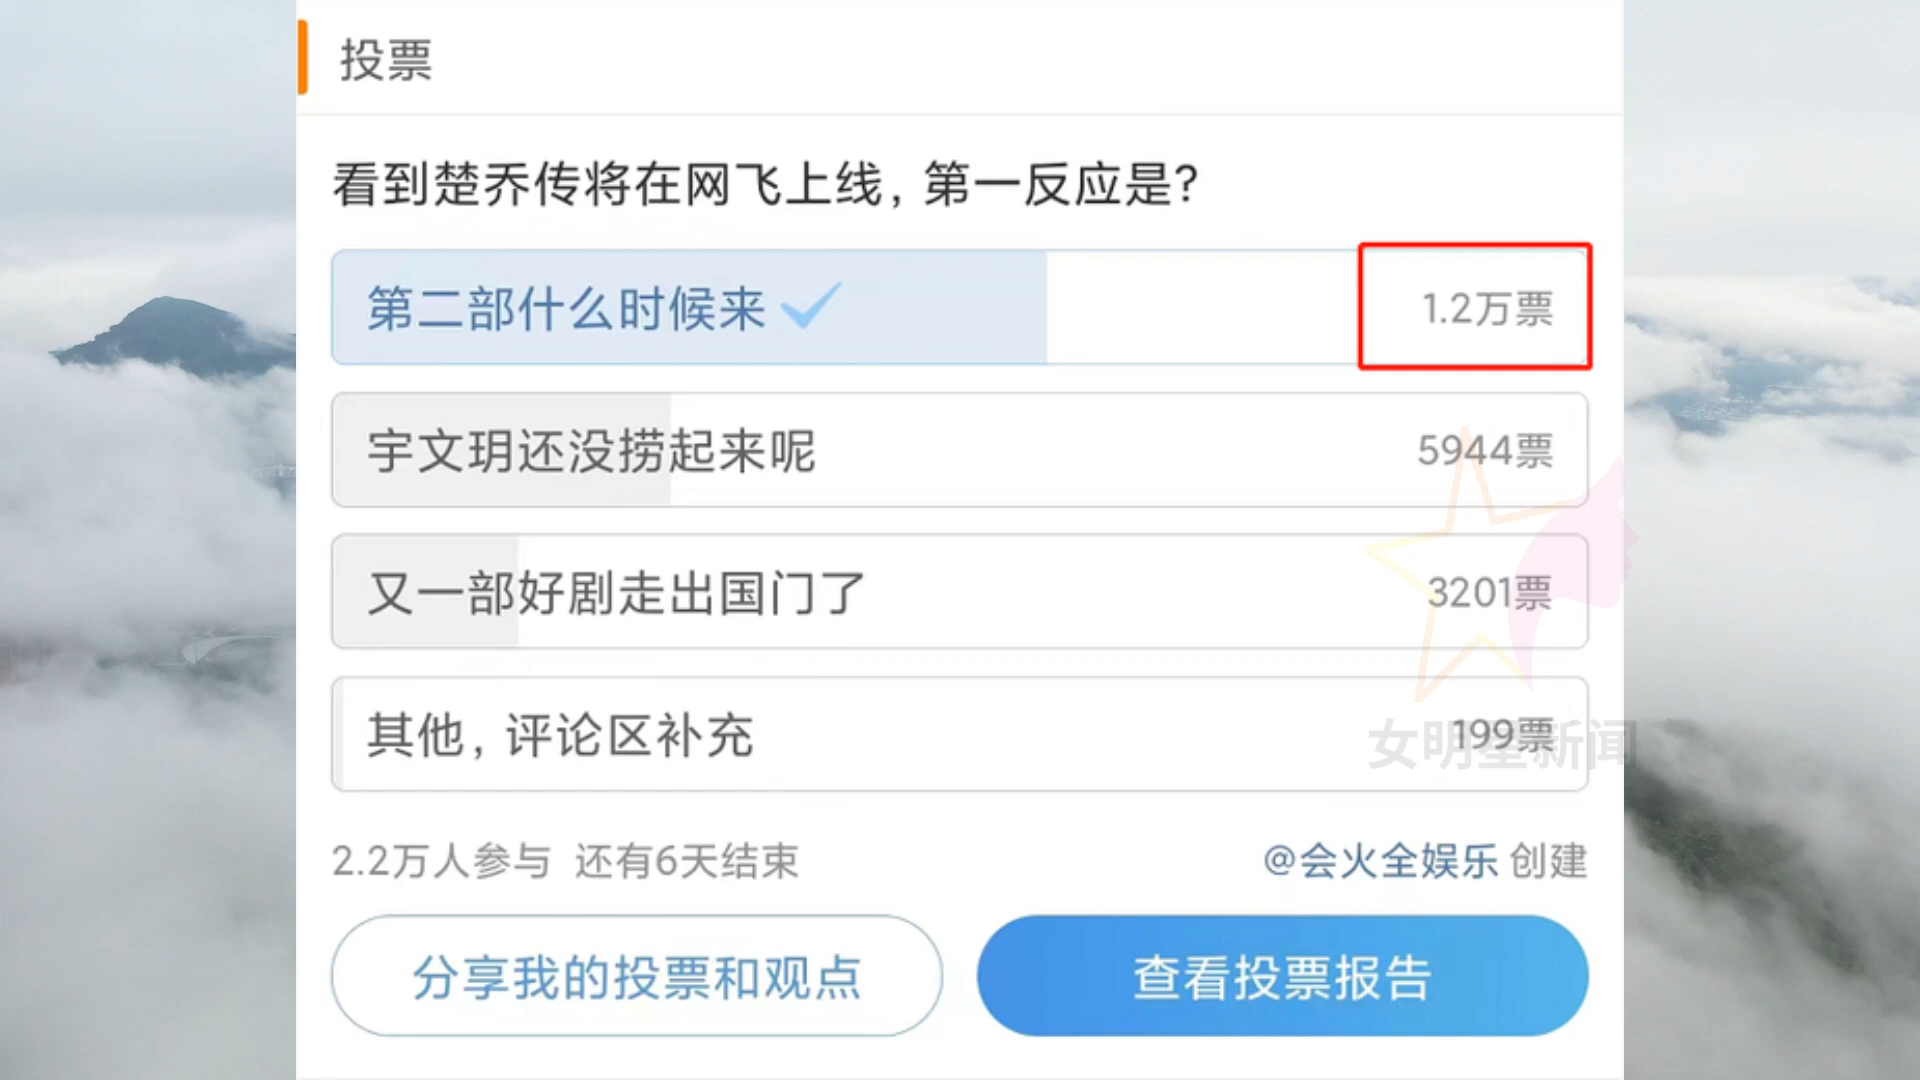 投票
看到楚乔传将在网飞上线，第一反应是？
第二部什么时候来
1.2万票
宇文玥还没捞起来呢
5944票
又一部好剧走出国门了
3201票
其他，评论区补充
199票
女明星新闻
2.2万人参与 还有6天结束
@会火全娱乐 创建
分享我的投票和观点
查看投票报告